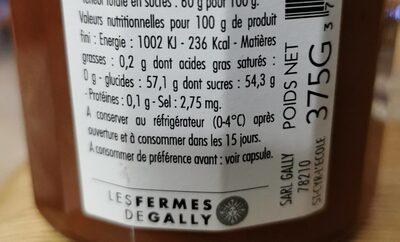 teneur totale en sucres : 60 g pour 100 g.
Valeurs nutritionnelles pour 100 g de produit
fini : Energie : 1002 KJ - 236 Kcal - Matières
grasses : 0,2 g dont acides gras saturés :
0 g - glucides : 57,1 g dont sucres : 54,3 g
- Protéines : 0,1 g - Sel : 2,75 mg.
A conserver au réfrigérateur (0-4°C) après
ouverture et à consommer dans les 15 jours.
A consommer de préférence avant : voir capsule.
LES FERMES
DE GALLY
SARL GALLY
78210
ST-CYR-L'ECOLE
POIDS NET
375G
3